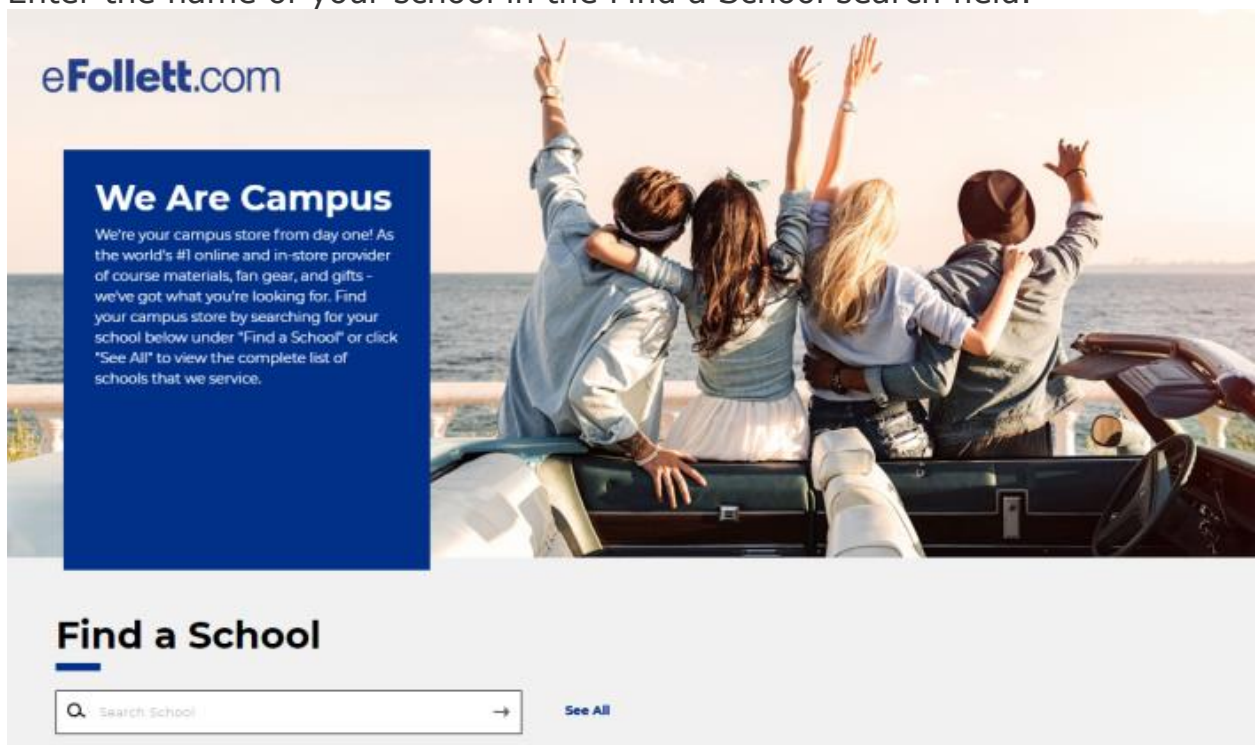 Enter the name of your school in the Find a School search field.
eFollett.com
We Are Campus
We're your campus store from day one! As
the world's #1 online and in-store provider
of course materials, fan gear, and gifts -
we've got what you're looking for. Find
your campus store by searching for your
school below under "Find a School" or click
"See All" to view the complete list of
schools that we service.
Find a School
Search School
See All